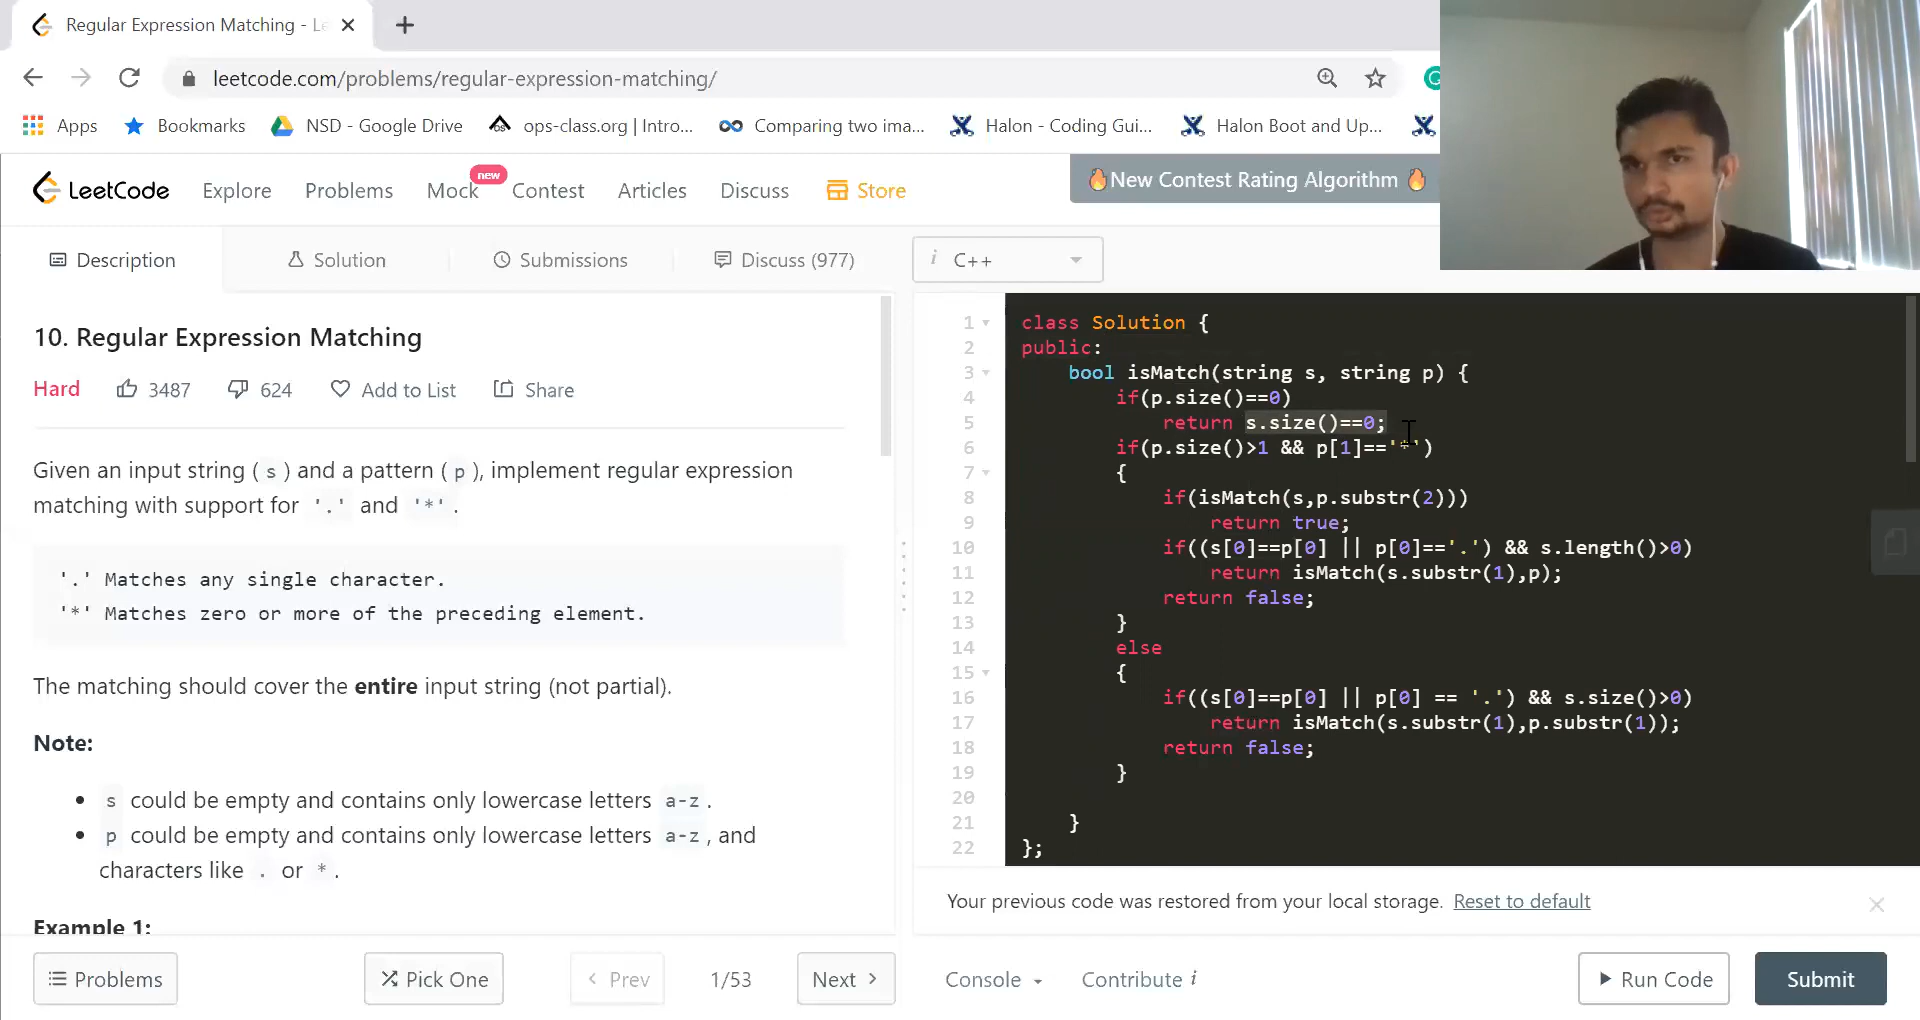 Regular Expression Matching - Le
leetcode.com/problems/regular-expression-matching/
Apps Bookmarks NSD - Google Drive ops-class.org | Intro... Comparing two ima... Halon - Coding Gui... Halon Boot and Up...
LeetCode Explore Problems Mock new Contest Articles Discuss Store
🔥New Contest Rating Algorithm 🔥
Description Solution Submissions Discuss (977)
i C++
10. Regular Expression Matching
Hard 3487 624 Add to List Share
Given an input string ( s ) and a pattern ( p ), implement regular expression
matching with support for '.' and '*' .
'.' Matches any single character.
'*' Matches zero or more of the preceding element.
The matching should cover the entire input string (not partial).
Note:
• s could be empty and contains only lowercase letters a-z .
• p could be empty and contains only lowercase letters a-z , and
characters like . or * .
Example 1:
Problems Pick One Prev 1/53 Next
1 class Solution {
2 public:
3 bool isMatch(string s, string p) {
4 if(p.size()==0)
5 return s.size()==0;
6 if(p.size()>1 && p[1]=='*')
7 {
8 if(isMatch(s,p.substr(2)))
9 return true;
10 if((s[0]==p[0] || p[0]=='.') && s.length()>0)
11 return isMatch(s.substr(1),p);
12 return false;
13 }
14 else
15 {
16 if((s[0]==p[0] || p[0] == '.') && s.size()>0)
17 return isMatch(s.substr(1),p.substr(1));
18 return false;
19 }
20
21 }
22 };
Your previous code was restored from your local storage. Reset to default
Console Contribute i Run Code Submit